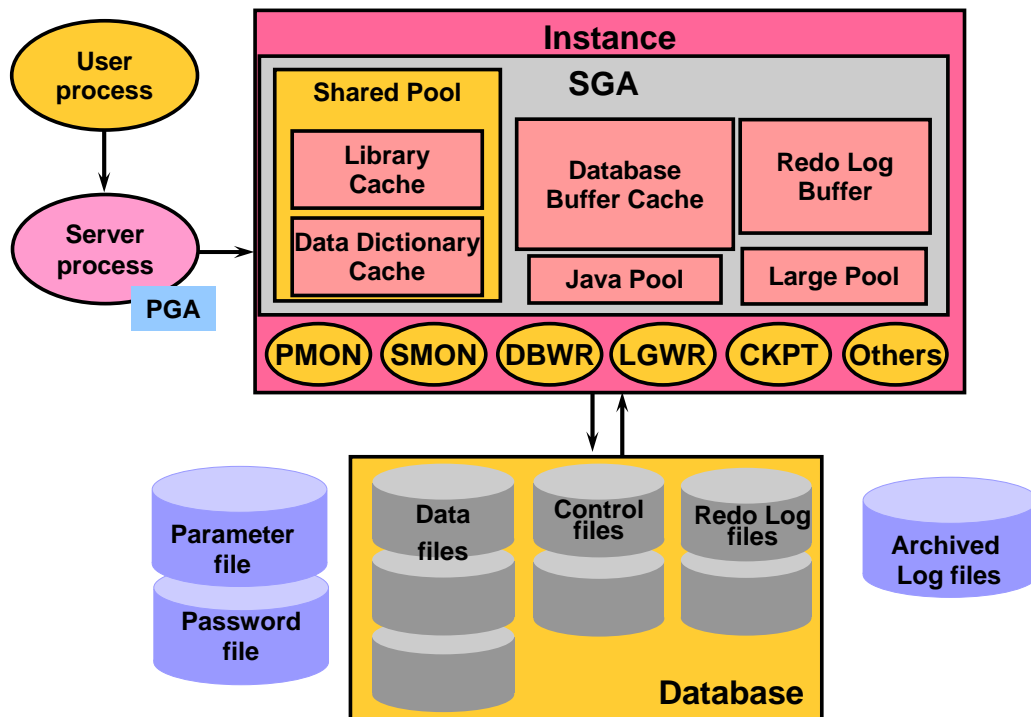 Instance
User
process
SGA
Shared Pool
Library
Cache
Database
Buffer Cache
Redo Log
Buffer
Server
process
Data Dictionary
Cache
Java Pool
Large Pool
PGA
PMON
SMON
DBWR
LGWR
CKPT
Others
Parameter
file
Password
file
Data
files
Control
files
Redo Log
files
Archived
Log files
Database